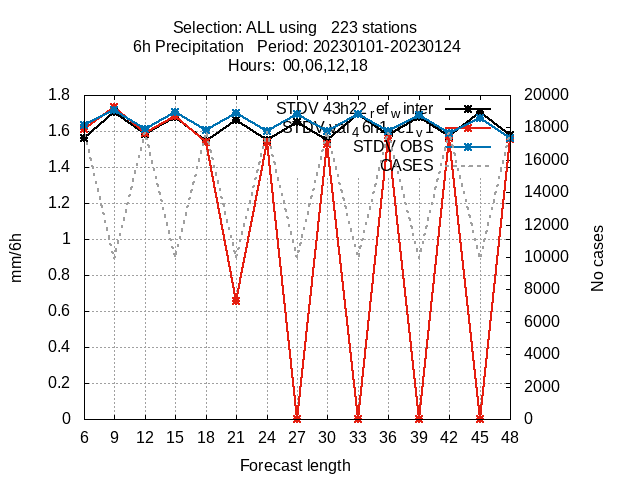 Selection: ALL using   223 stations
6h Precipitation   Period: 20230101-20230124
Hours:  00,06,12,18
STDV 43h22_ref_winter
STDV OBS
CASES
1.8
1.6
1.4
1.2
1
0.8
0.6
0.4
0.2
0
20000
18000
16000
14000
12000
10000
8000
6000
4000
2000
0
mm/6h
No cases
6 9 12 15 18 21 24 27 30 33 36 39 42 45 48
Forecast length